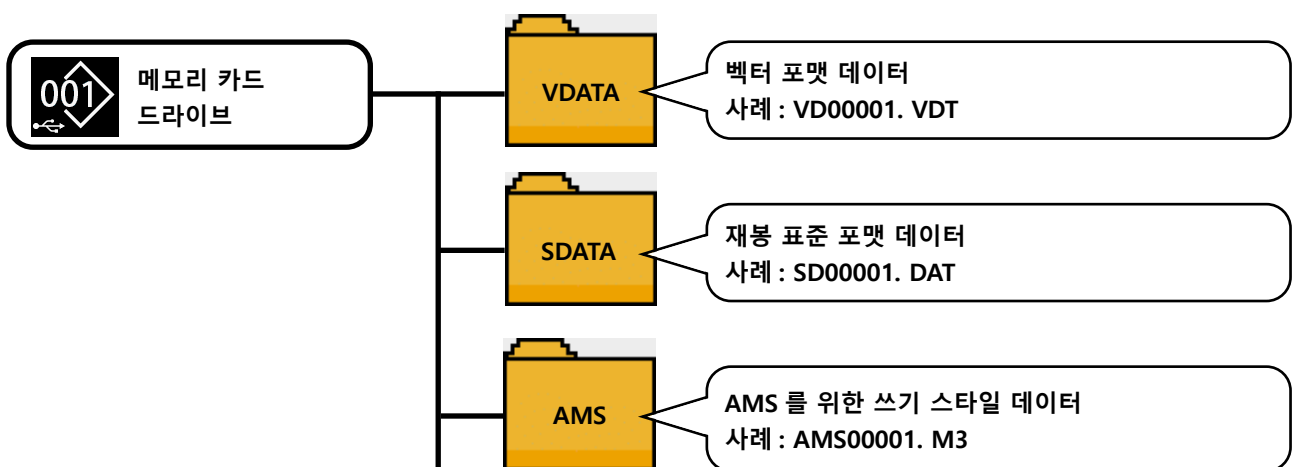 001
메모리 카드
드라이브
VDATA
벡터 포맷 데이터
사례 : VD00001. VDT
SDATA
재봉 표준 포맷 데이터
사례 : SD00001. DAT
AMS
AMS 를 위한 쓰기 스타일 데이터
사례 : AMS00001. M3